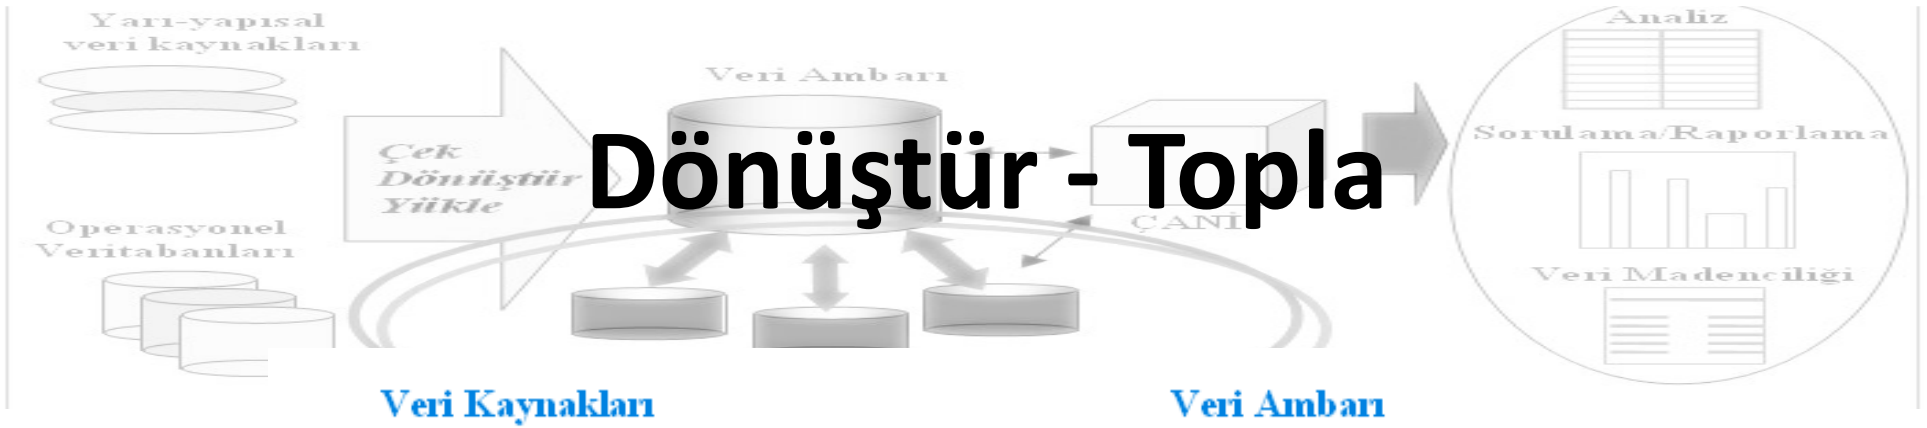 Yarı-yapısal
veri kaynakları
Analiz
Veri Ambarı
Sorulama/Raporlama
Çek
Dönüştür
Yükle
Dönüştür - Topla
ÇANİ
Operasyonel
Veritabanları
Veri Madenciliği
Veri Kaynakları
Veri Ambarı